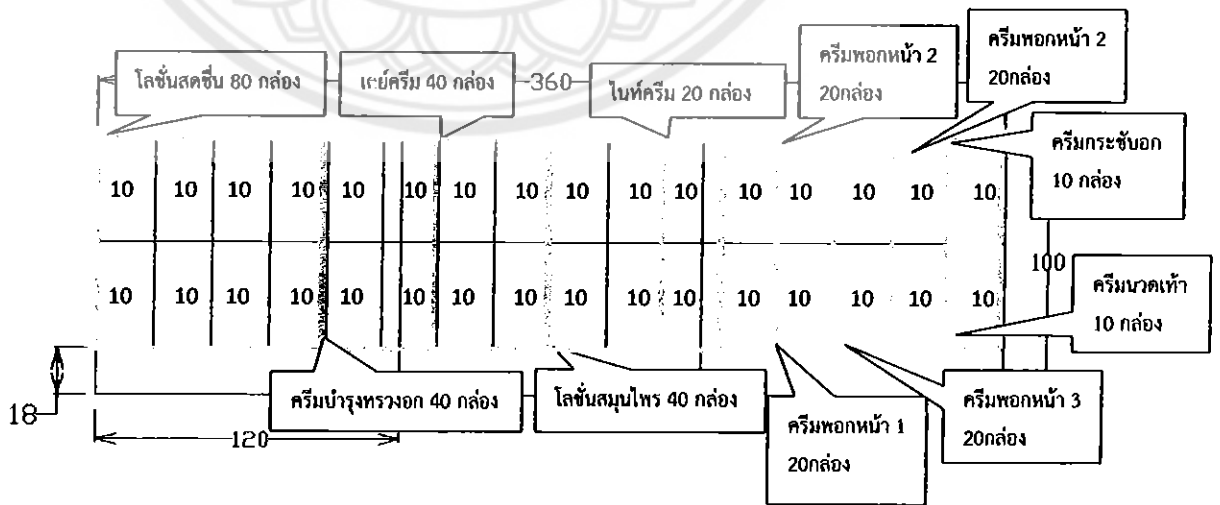 โลชั่นสดชื่น 80 กล่อง
เเย์ครีม 40 กล่อง
360
ไนท์ครีม 20 กล่อง
ครีมพอกหน้า 2
20กล่อง
ครีมพอกหน้า 2
20กล่อง
ครีมกระชับอก
10 กล่อง
10 10 10 10 10 10 10 10 10 10 10 10 10 10 10 10
100
10 10 10 10 10 10 10 10 10 10 10 10 10 10 10 10
ครีมนวดเท้า
10 กล่อง
18
ครีมบำรุงทรวงอก 40 กล่อง
โลชั่นสมุนไพร 40 กล่อง
ครีมพอกหน้า 1
20กล่อง
ครีมพอกหน้า 3
20กล่อง
120